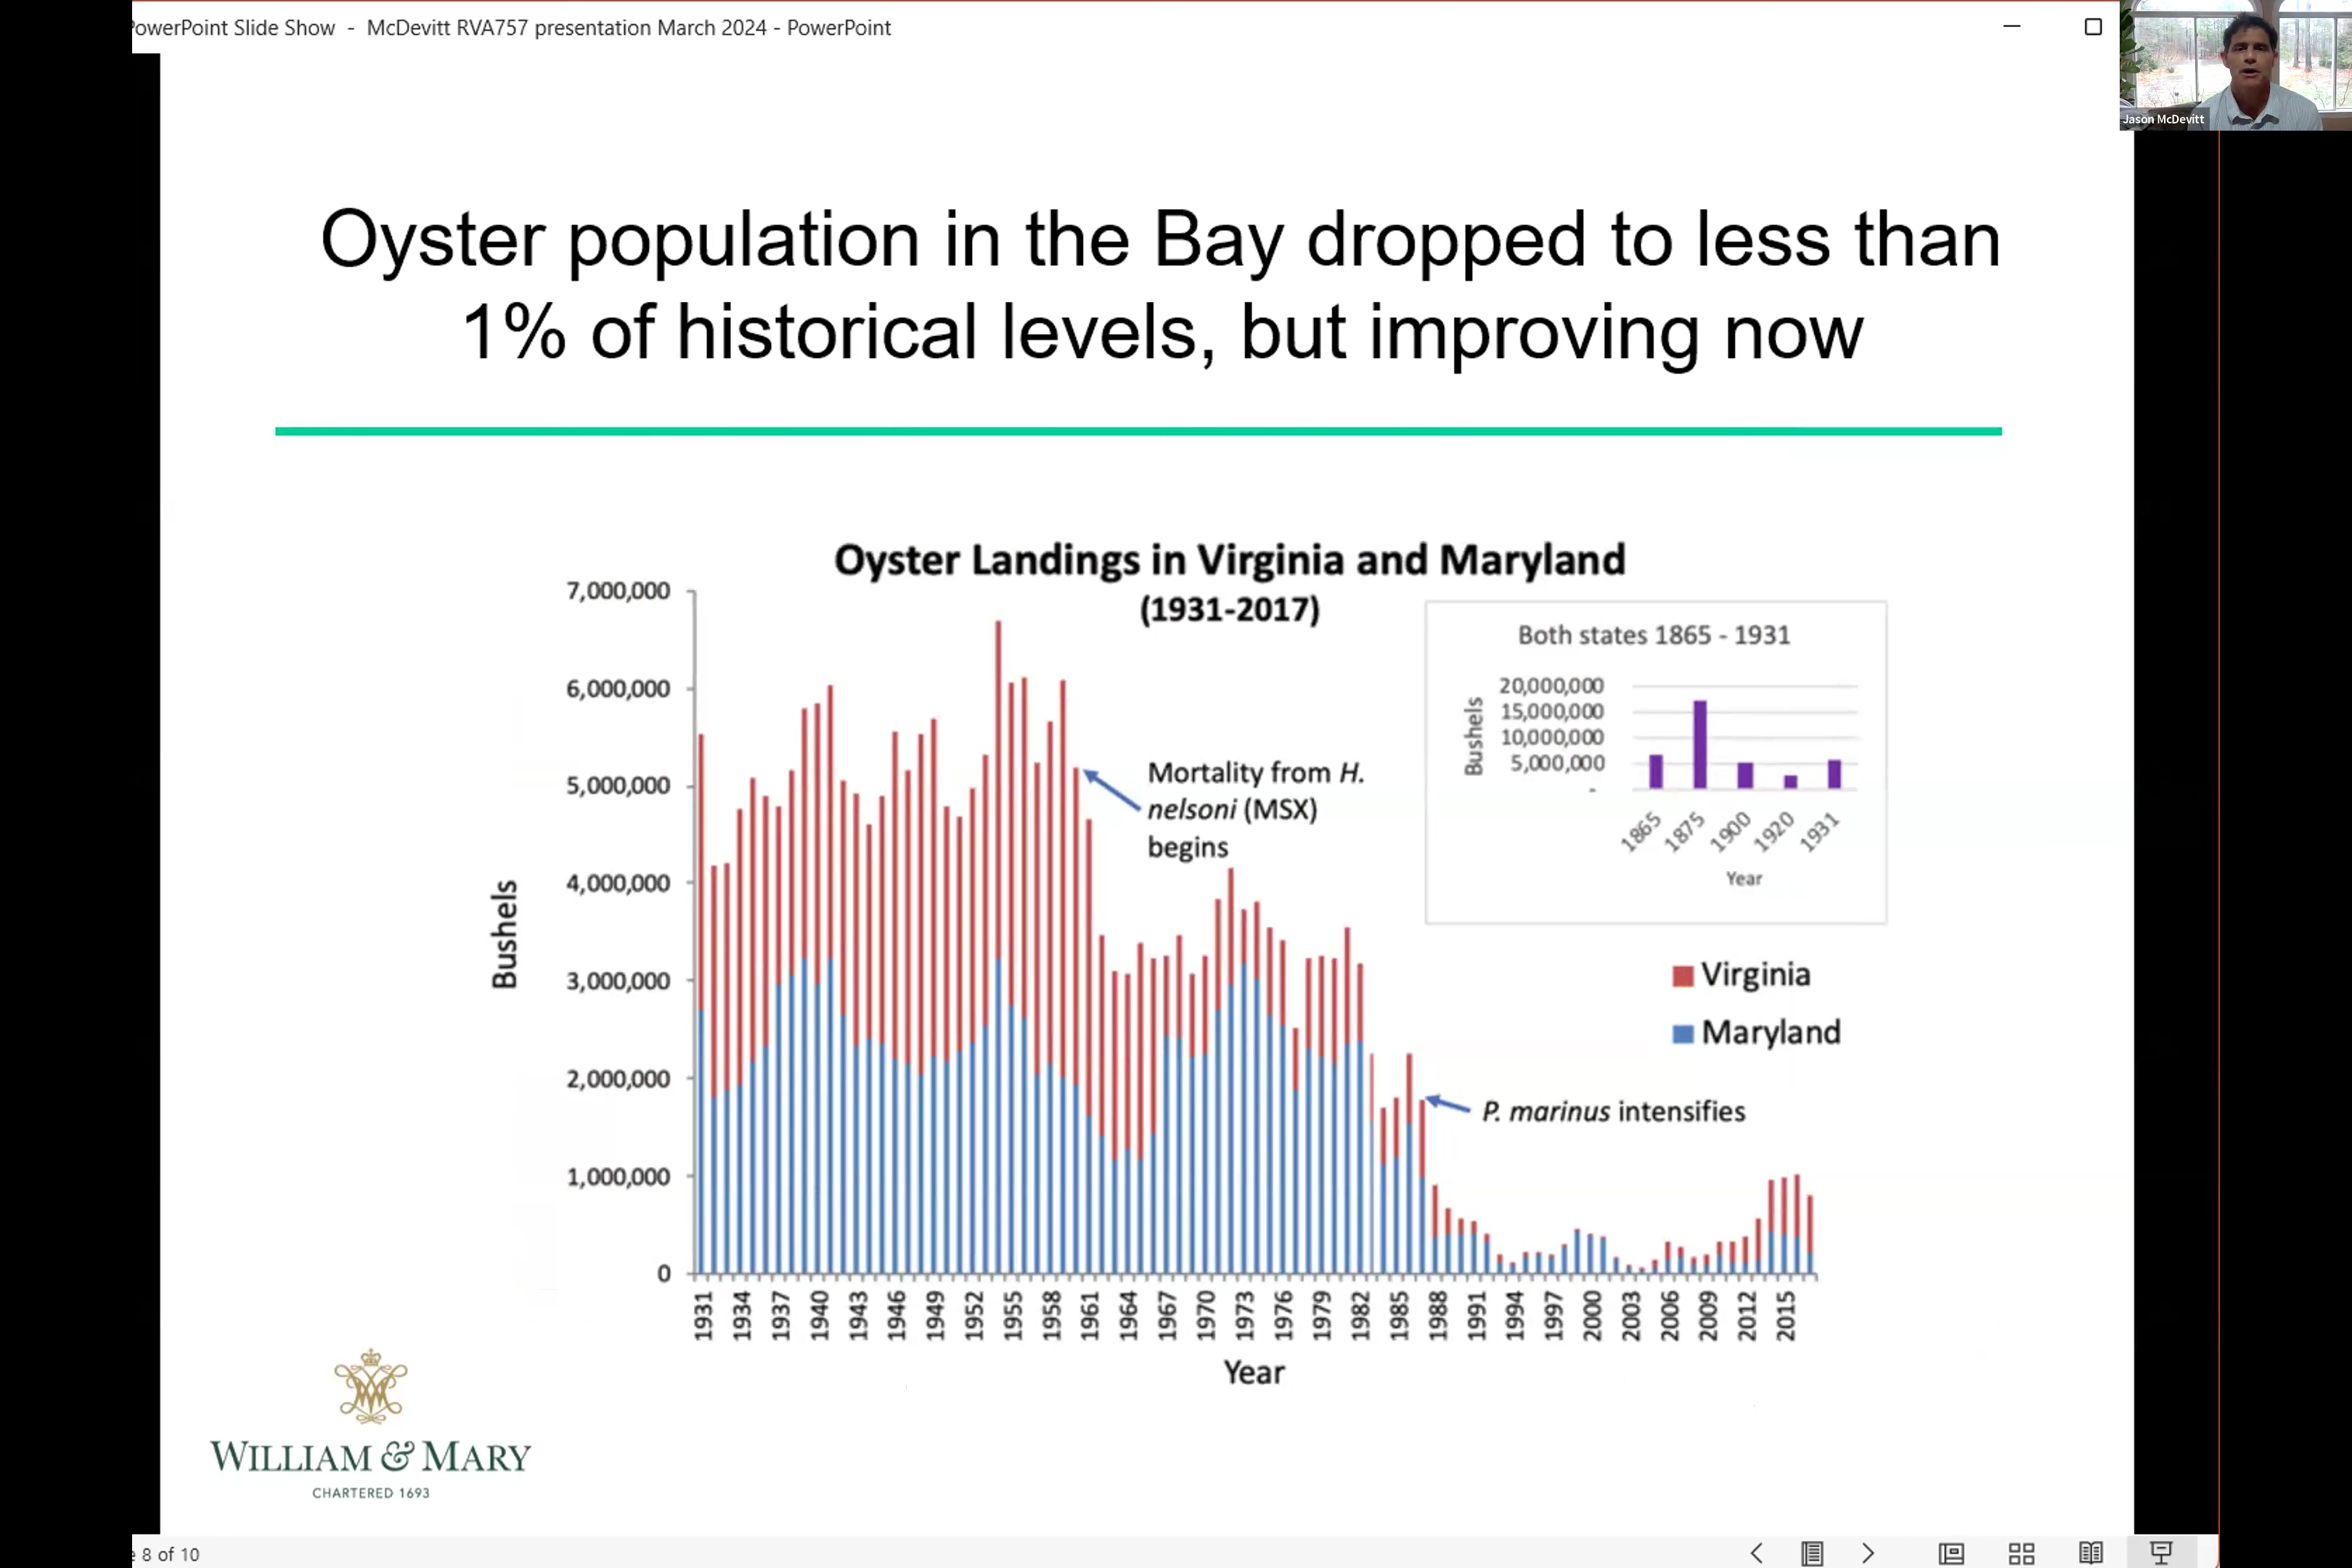 PowerPoint Slide Show - McDevitt RVA757 presentation March 2024 - PowerPoint
Jason McDevitt
Oyster population in the Bay dropped to less than
1% of historical levels, but improving now
Oyster Landings in Virginia and Maryland
(1931-2017)
7,000,000
6,000,000
5,000,000
4,000,000
3,000,000
2,000,000
1,000,000
0
Bushels
Mortality from H.
nelsoni (MSX)
begins
Both states 1865 - 1931
Bushels
20,000,000
15,000,000
10,000,000
5,000,000
-
1865 1875 1900 1920 1931
Year
Virginia
Maryland
P. marinus intensifies
1931 1934 1937 1940 1943 1946 1949 1952 1955 1958 1961 1964 1967 1970 1973 1976 1979 1982 1985 1988 1991 1994 1997 2000 2003 2006 2009 2012 2015
Year
WILLIAM & MARY
CHARTERED 1693
8 of 10